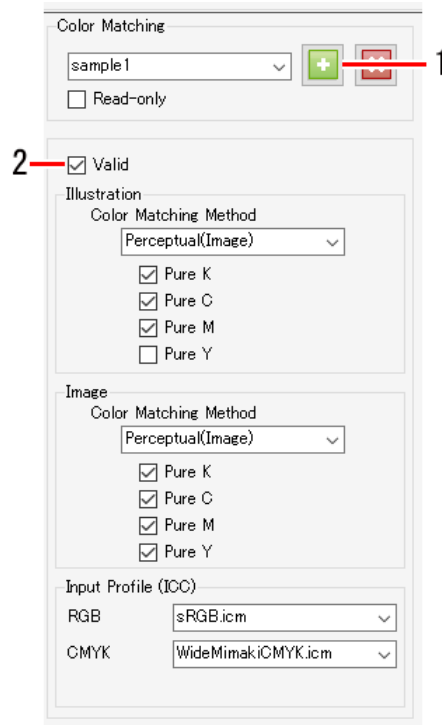 Color Matching
sample1
1
Read-only
2
Valid
Illustration
Color Matching Method
Perceptual(Image)
Pure K
Pure C
Pure M
Pure Y
Image
Color Matching Method
Perceptual(Image)
Pure K
Pure C
Pure M
Pure Y
Input Profile (ICC)
RGB sRGB.icm
CMYK WideMimakiCMYK.icm